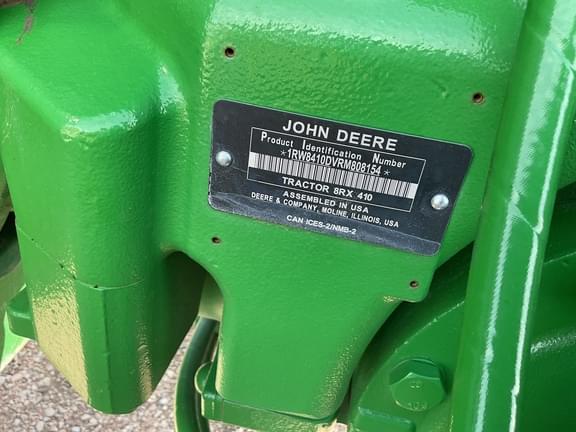 JOHN DEERE
Product Identification Number
*1RW8410DVRM808154*
TRACTOR 8RX 410
ASSEMBLED IN USA
DEERE & COMPANY, MOLINE, ILLINOIS, USA
CAN ICES-2/NMB-2